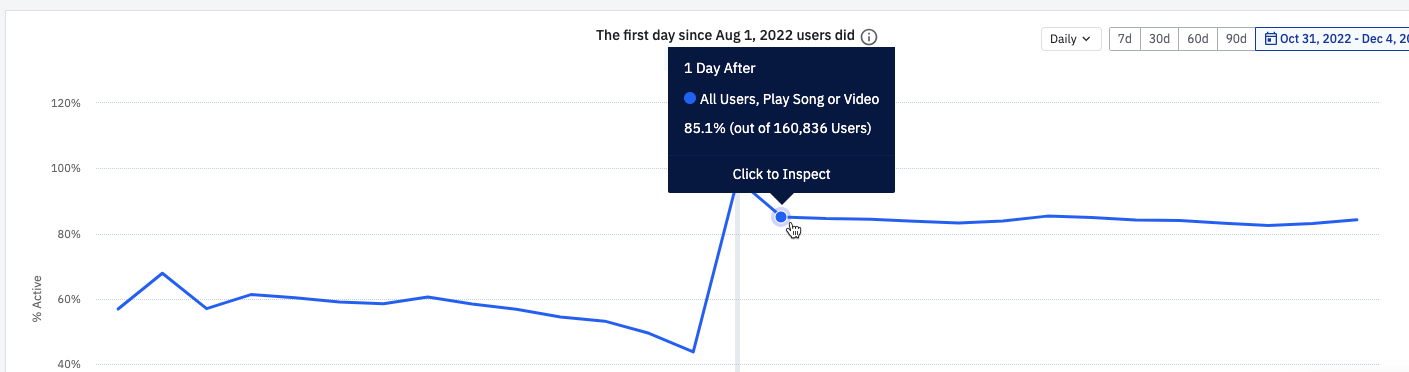 The first day since Aug 1, 2022 users did
Daily
7d
30d
60d
90d
Oct 31, 2022 - Dec 4,
1 Day After
All Users, Play Song or Video
85.1% (out of 160,836 Users)
Click to Inspect
120%
100%
80%
60%
40%
% Active